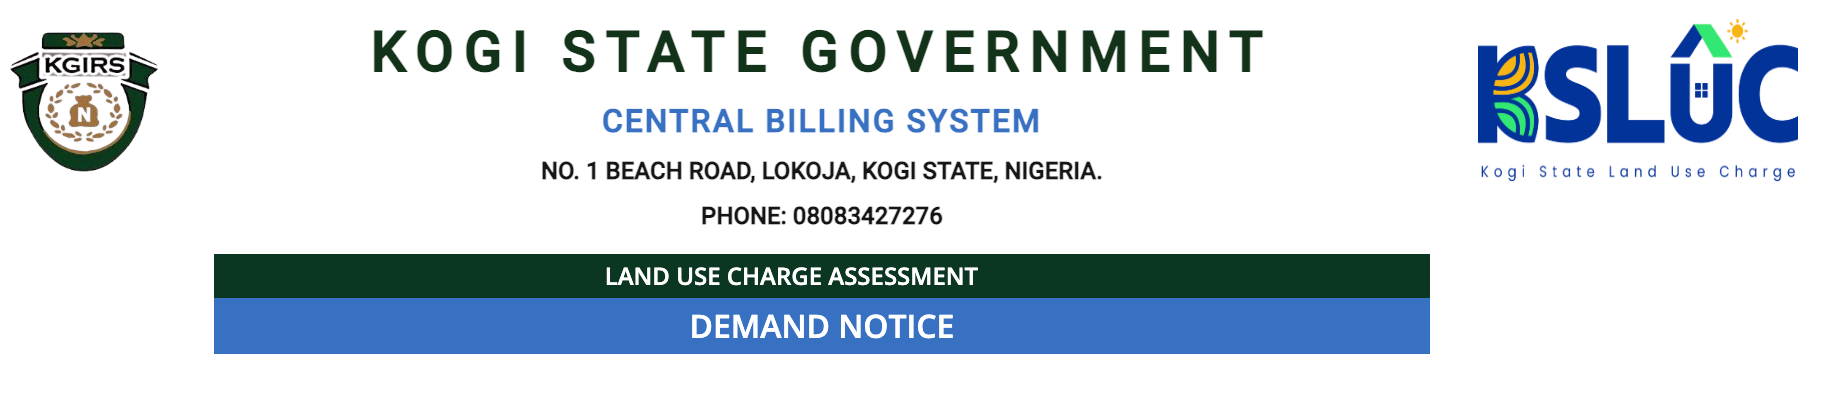 KGIRS
N
KOGI STATE GOVERNMENT
CENTRAL BILLING SYSTEM
NO. 1 BEACH ROAD, LOKOJA, KOGI STATE, NIGERIA.
PHONE: 08083427276
KSLUC
Kogi State Land Use Charge
LAND USE CHARGE ASSESSMENT
DEMAND NOTICE